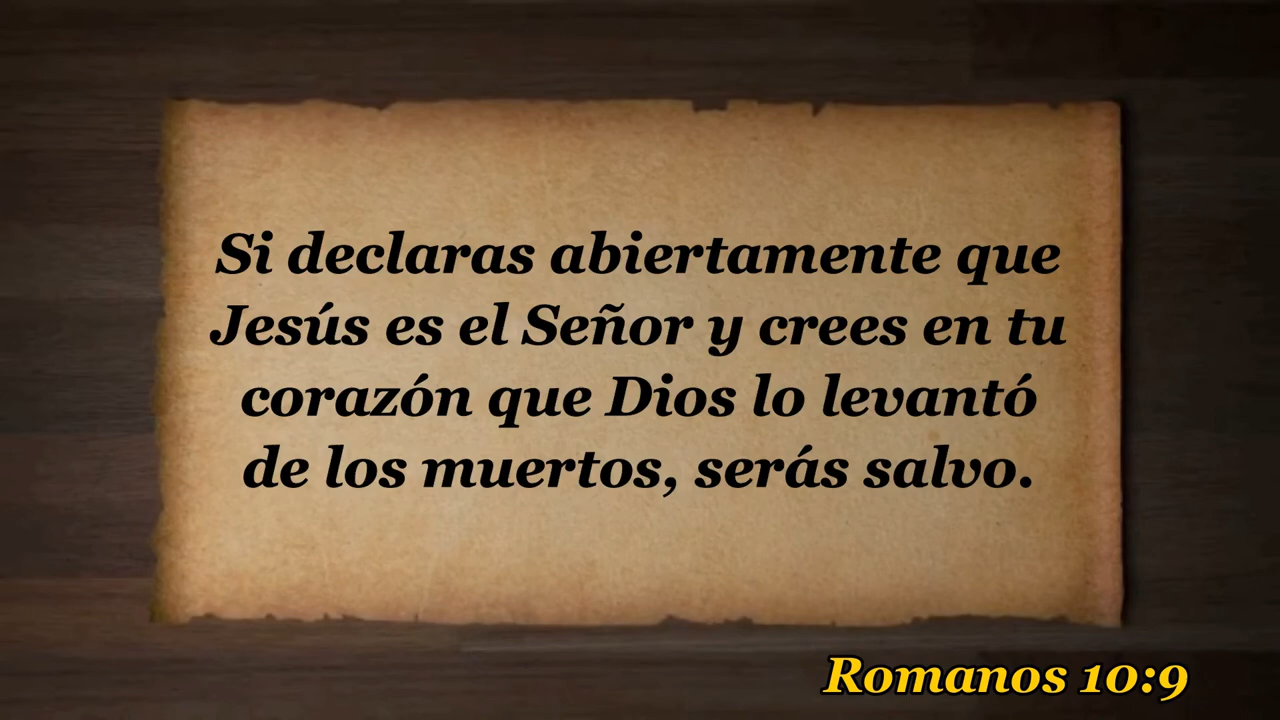 Si declaras abiertamente que
Jesús es el Señor y crees en tu
corazón que Dios lo levantó
de los muertos, serás salvo.
Romanos 10:9